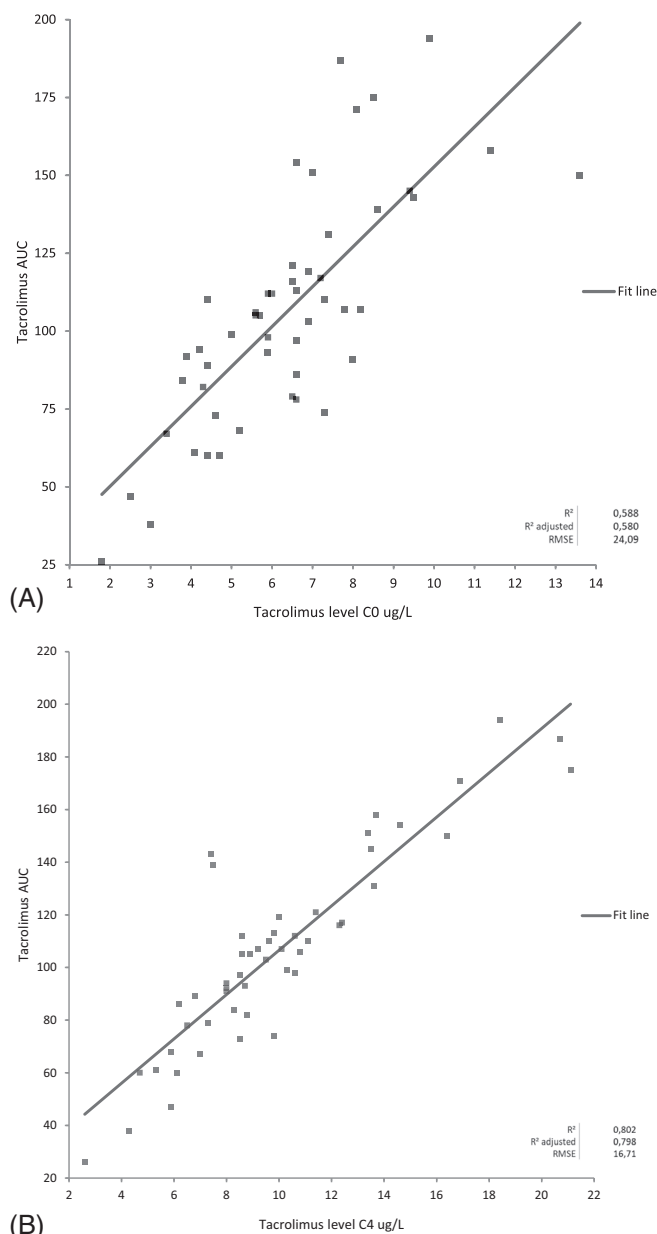 200
175
150
125
100
75
50
25
Tacrolimus AUC
Fit line
R² 0,588
R² adjusted 0,580
RMSE 24,09
1 2 3 4 5 6 7 8 9 10 11 12 13 14
(A) Tacrolimus level C0 ug/L
220
200
180
160
140
120
100
80
60
40
20
Tacrolimus AUC
Fit line
R² 0,802
R² adjusted 0,798
RMSE 16,71
2 4 6 8 10 12 14 16 18 20 22
(B) Tacrolimus level C4 ug/L